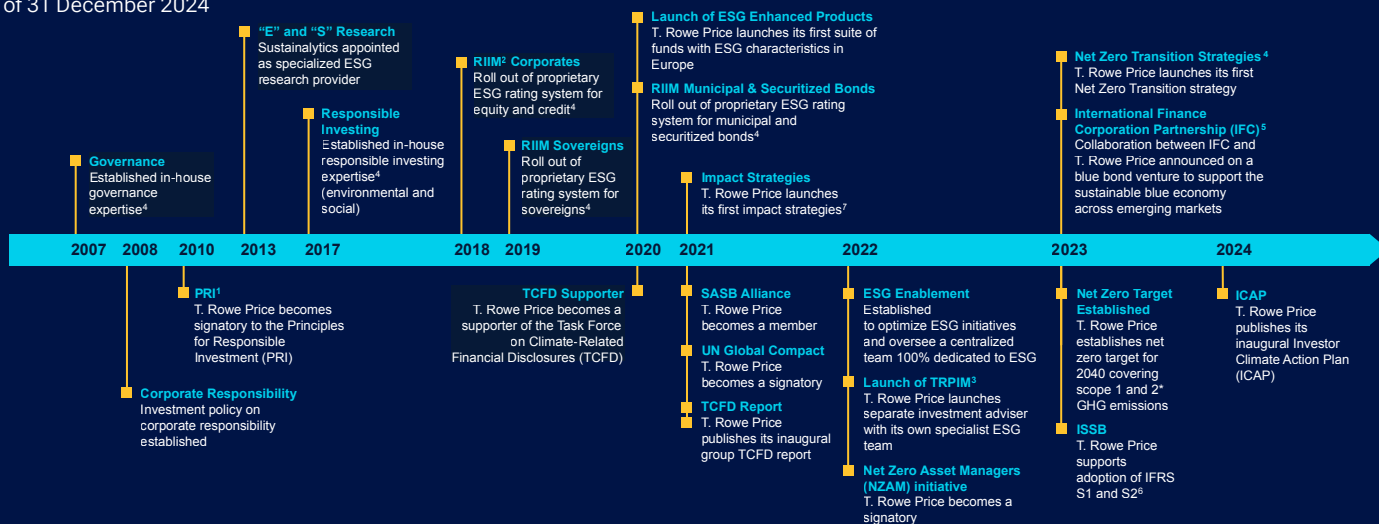 of 31 December 2024
“E” and “S” Research
Sustainalytics appointed
as specialized ESG
research provider
Governance
Established in-house
governance
expertise⁴
Responsible
Investing
Established in-house
responsible investing
expertise⁴
(environmental and
social)
RIIM² Corporates
Roll out of proprietary
ESG rating system for
equity and credit⁴
RIIM Sovereigns
Roll out of
proprietary ESG
rating system for
sovereigns⁴
Launch of ESG Enhanced Products
T. Rowe Price launches its first suite of
funds with ESG characteristics in
Europe
RIIM Municipal & Securitized Bonds
Roll out of proprietary ESG rating
system for municipal and
securitized bonds⁴
Impact Strategies
T. Rowe Price launches
its first impact strategies⁷
Net Zero Transition Strategies⁴
T. Rowe Price launches its first
Net Zero Transition strategy
International Finance
Corporation Partnership (IFC)⁵
Collaboration between IFC and
T. Rowe Price announced on a
blue bond venture to support the
sustainable blue economy
across emerging markets
2007 2008 2010 2013 2017 2018 2019 2020 2021 2022 2023 2024
Corporate Responsibility
Investment policy on
corporate responsibility
established
PRI¹
T. Rowe Price becomes
signatory to the Principles
for Responsible
Investment (PRI)
TCFD Supporter
T. Rowe Price becomes a
supporter of the Task Force
on Climate-Related
Financial Disclosures (TCFD)
SASB Alliance
T. Rowe Price
becomes a member
UN Global Compact
T. Rowe Price
becomes a signatory
TCFD Report
T. Rowe Price
publishes its inaugural
group TCFD report
ESG Enablement
Established
to optimize ESG initiatives
and oversee a centralized
team 100% dedicated to ESG
Launch of TRPIM³
T. Rowe Price launches
separate investment adviser
with its own specialist ESG
team
Net Zero Asset Managers
(NZAM) initiative
T. Rowe Price becomes a
signatory
Net Zero Target
Established
T. Rowe Price
establishes net
zero target for
2040 covering
scope 1 and 2*
GHG emissions
ISSB
T. Rowe Price
supports
adoption of IFRS
S1 and S2⁶
ICAP
T. Rowe Price
publishes its
inaugural Investor
Climate Action Plan
(ICAP)